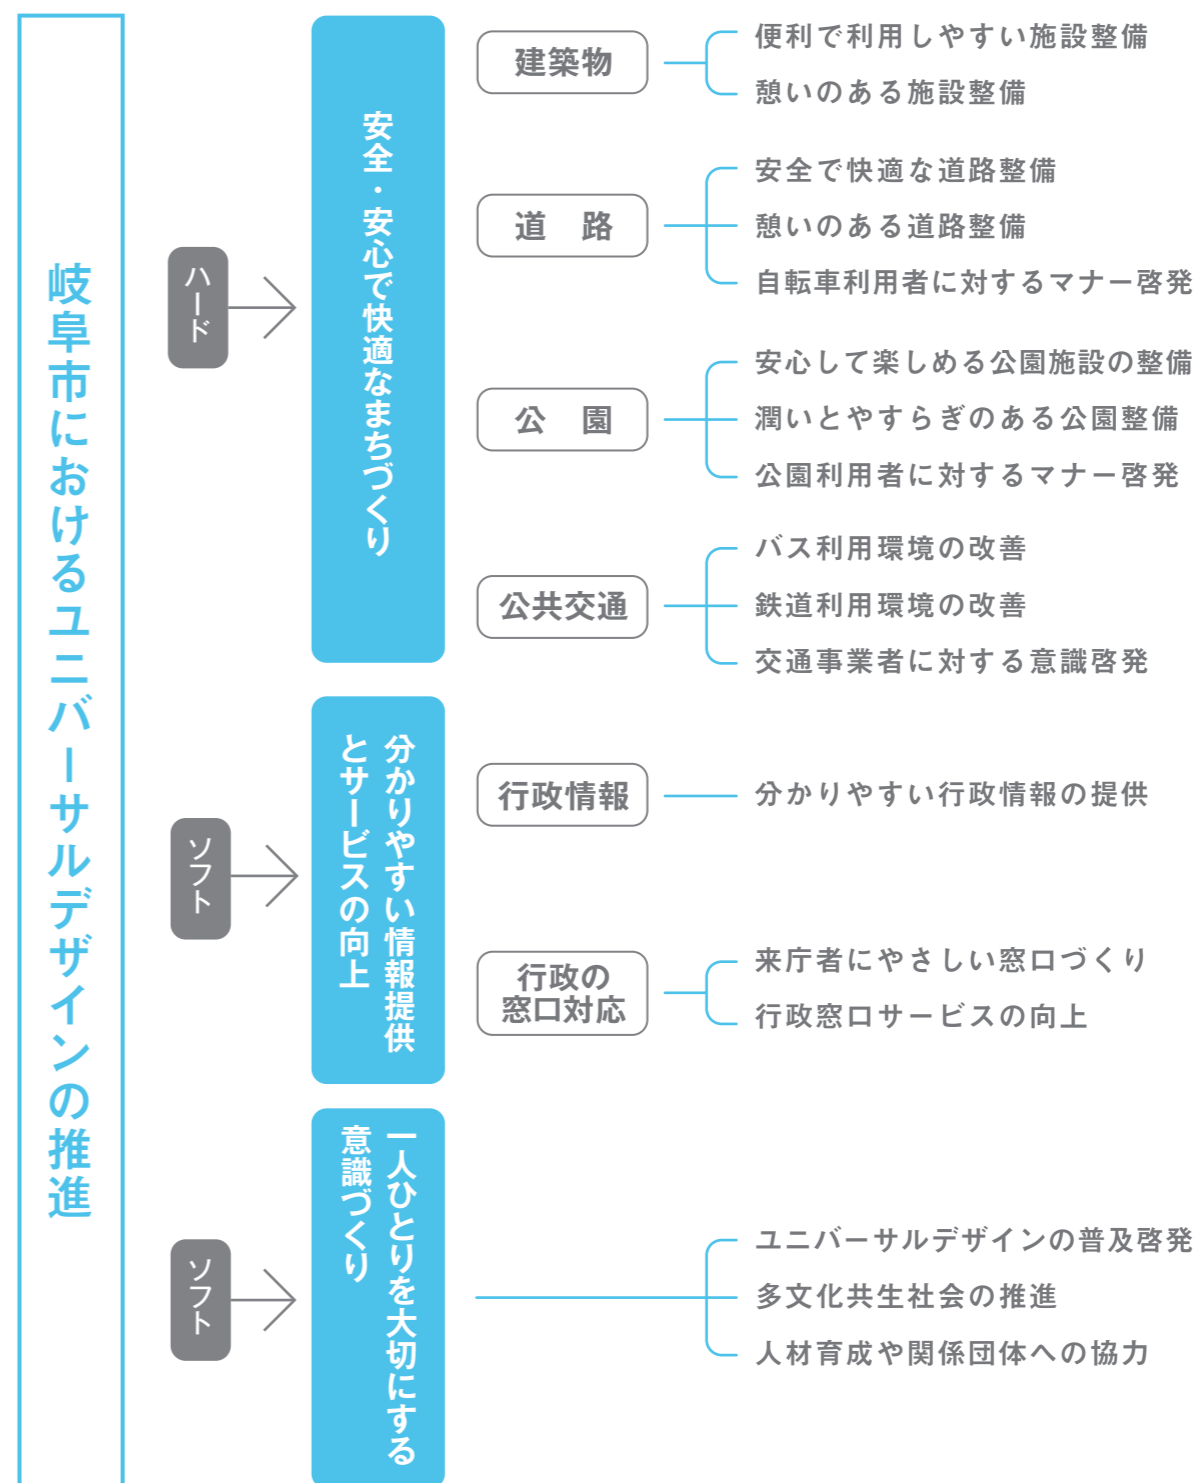 岐阜市におけるユニバーサルデザインの推進
ハード
安全・安心で快適なまちづくり
建築物
便利で利用しやすい施設整備
憩いのある施設整備
道　路
安全で快適な道路整備
憩いのある道路整備
自転車利用者に対するマナー啓発
公　園
安心して楽しめる公園施設の整備
潤いとやすらぎのある公園整備
公園利用者に対するマナー啓発
公共交通
バス利用環境の改善
鉄道利用環境の改善
交通事業者に対する意識啓発
ソフト
分かりやすい情報提供
とサービスの向上
行政情報
分かりやすい行政情報の提供
行政の
窓口対応
来庁者にやさしい窓口づくり
行政窓口サービスの向上
ソフト
一人ひとりを大切にする
意識づくり
ユニバーサルデザインの普及啓発
多文化共生社会の推進
人材育成や関係団体への協力